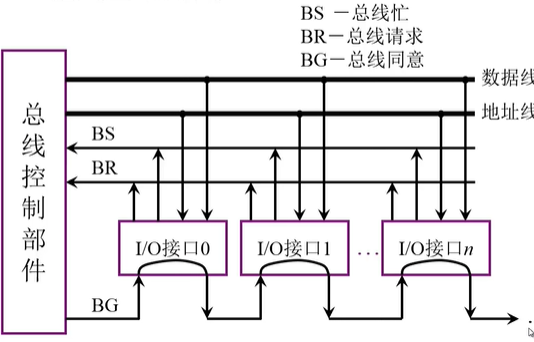 BS －总线忙
BR－总线请求
BG－总线同意
数据线
地址线
总线控制部件
BS
BR
I/O接口0
I/O接口1
…
I/O接口n
BG